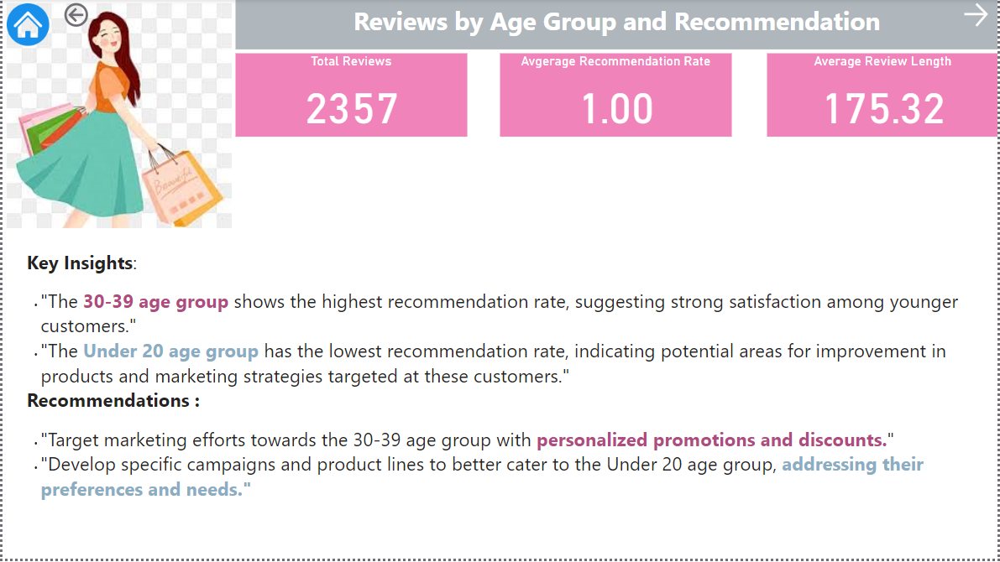 Reviews by Age Group and Recommendation
Total Reviews
2357
Avgerage Recommendation Rate
1.00
Average Review Length
175.32
Beautiful
Key Insights:
."The 30-39 age group shows the highest recommendation rate, suggesting strong satisfaction among younger
customers."
."The Under 20 age group has the lowest recommendation rate, indicating potential areas for improvement in
products and marketing strategies targeted at these customers."
Recommendations :
."Target marketing efforts towards the 30-39 age group with personalized promotions and discounts."
."Develop specific campaigns and product lines to better cater to the Under 20 age group, addressing their
preferences and needs."